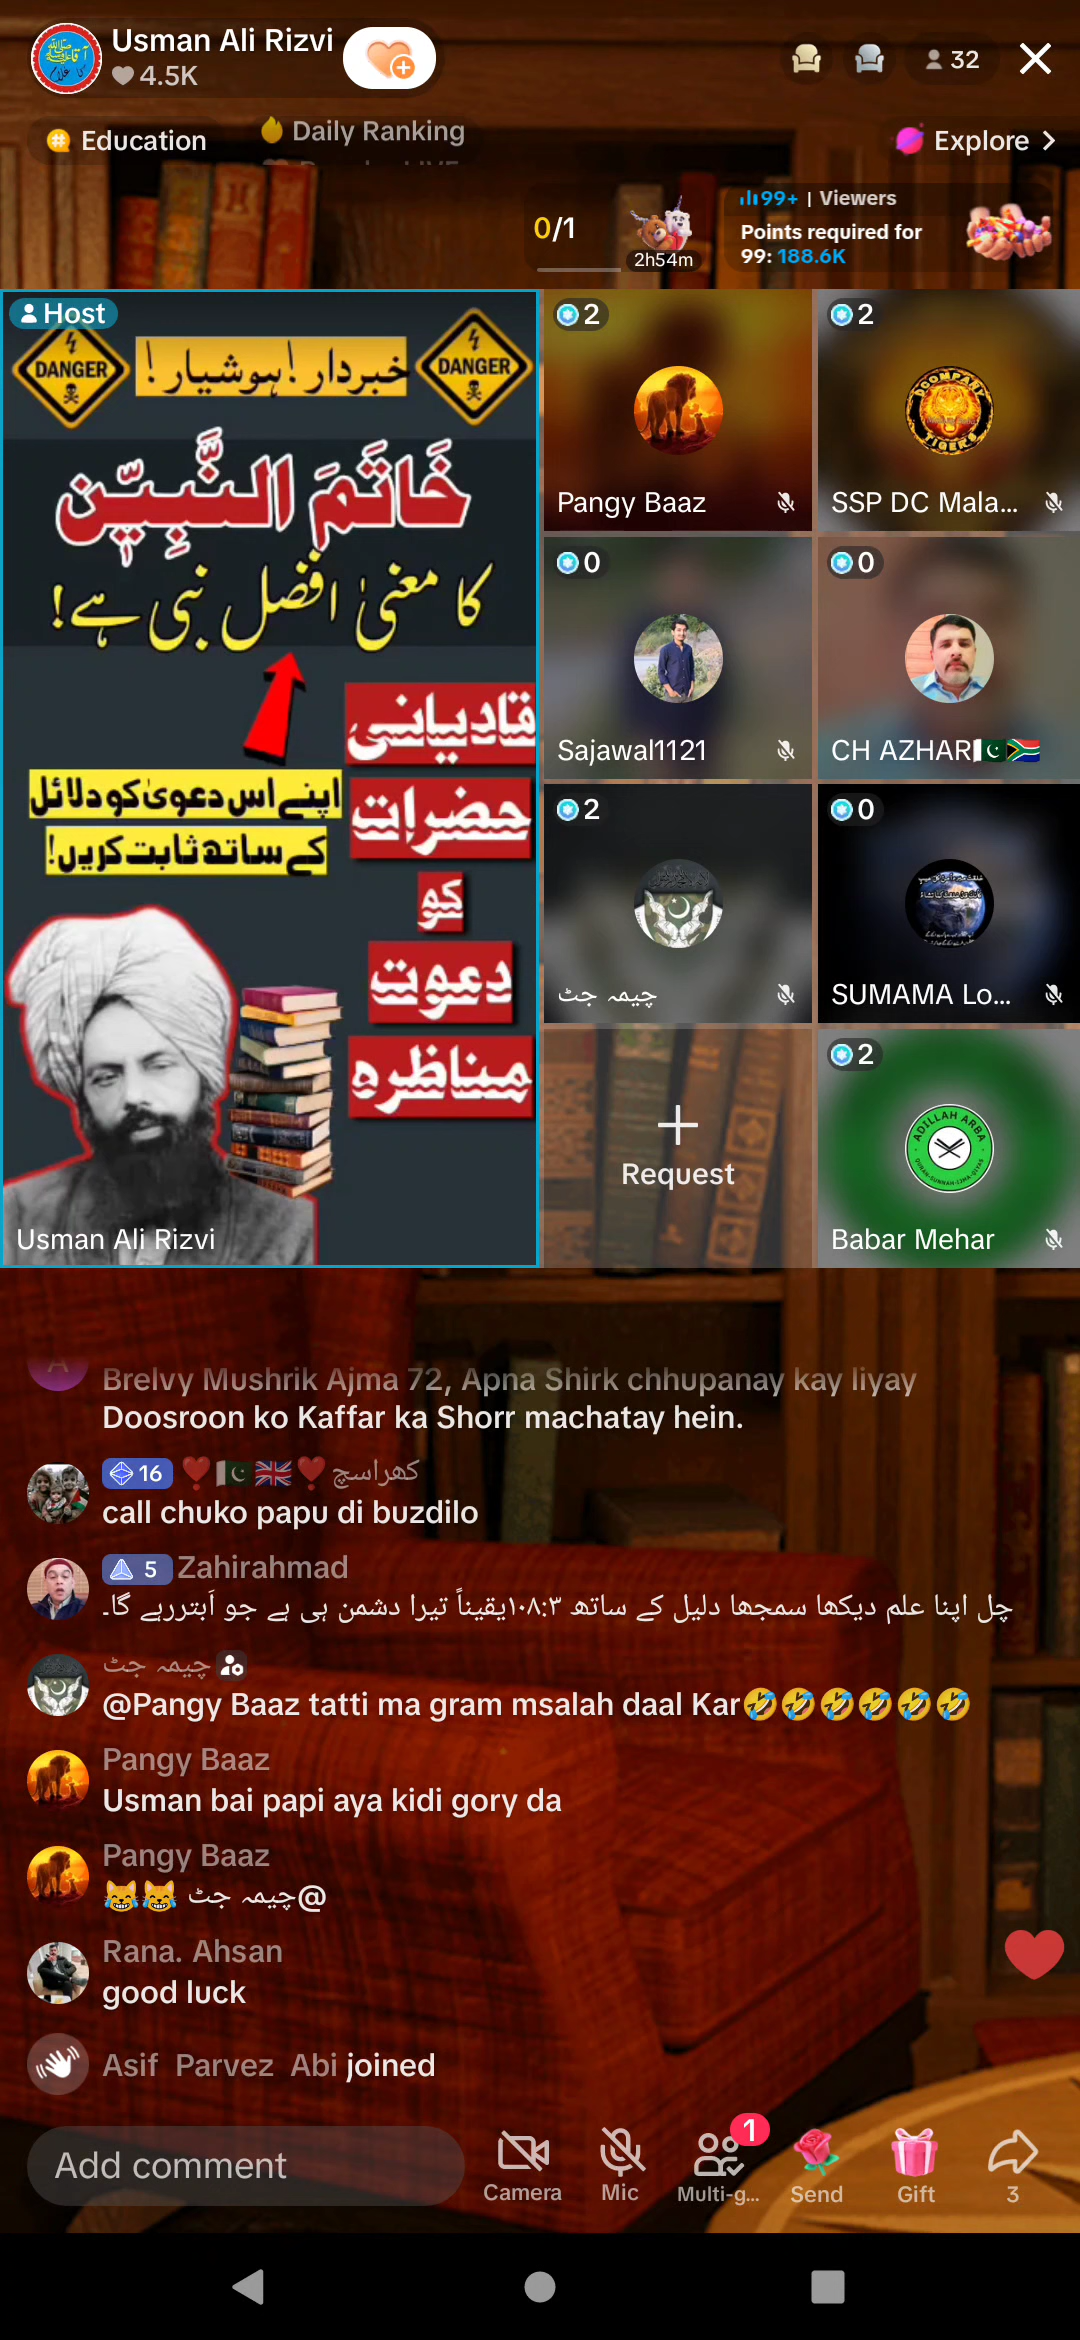 Usman Ali Rizvi
4.5K
32
Education
Daily Ranking
Explore
0/1
2h54m
99+ | Viewers
Points required for
99: 188.6K
Host
DANGER
خبردار! ہوشیار!
DANGER
خَاتَمَ النَّبِیّٖن
کا معنیٰ افضل نبی ہے!
قادیانی
حضرات
کو
دعوت
مناظرہ
اپنے اس دعویٰ کو دلائل
کے ساتھ ثابت کریں!
Usman Ali Rizvi
2
Pangy Baaz
2
DCOMPANY
TIGERS
SSP DC Mala...
0
Sajawal1121
0
CH AZHAR
2
چیمہ جٹ
0
SUMAMA Lo...
Request
2
ADILLAH ARBA
Babar Mehar
Brelvy Mushrik Ajma 72, Apna Shirk chhupanay kay liyay
Doosroon ko Kaffar ka Shorr machatay hein.
16 ❣️🇵🇰🇬🇧❣️کھراسچ
call chuko papu di buzdilo
5 Zahirahmad
چل اپنا علم دیکھا سمجھا دلیل کے ساتھ ۱۰۸:۳یقیناً تیرا دشمن ہی ہے جو اَبتررہے گا۔
چیمہ جٹ
@Pangy Baaz tatti ma gram msalah daal Kar🤣🤣🤣🤣🤣🤣
Pangy Baaz
Usman bai papi aya kidi gory da
Pangy Baaz
@چیمہ جٹ 😹😹
Rana. Ahsan
good luck
Asif Parvez Abi joined
Add comment
Camera
Mic
1
Multi-g...
Send
Gift
3